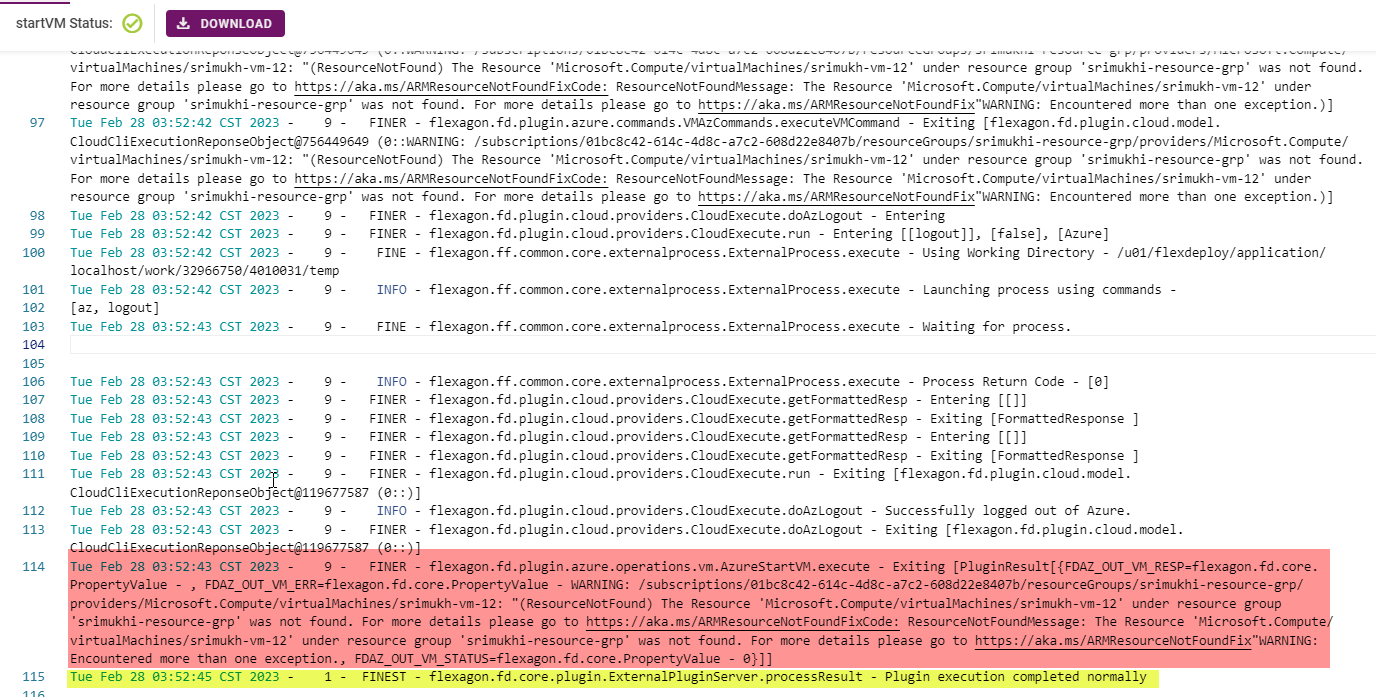 startVM Status:
DOWNLOAD
CloudCliExecutionReponseObject@756449649 (0::WARNING: /subscriptions/01bc8c42-614c-4d8c-a7c2-608d22e8407b/resourceGroups/srimukhi-resource-grp/providers/Microsoft.Compute/
virtualMachines/srimukh-vm-12: "(ResourceNotFound) The Resource 'Microsoft.Compute/virtualMachines/srimukh-vm-12' under resource group 'srimukhi-resource-grp' was not found.
For more details please go to https://aka.ms/ARMResourceNotFoundFixCode: ResourceNotFoundMessage: The Resource 'Microsoft.Compute/virtualMachines/srimukh-vm-12' under
resource group 'srimukhi-resource-grp' was not found. For more details please go to https://aka.ms/ARMResourceNotFoundFix"WARNING: Encountered more than one exception.)]
97 Tue Feb 28 03:52:42 CST 2023 - 9 - FINER - flexagon.fd.plugin.azure.commands.VMAzCommands.executeVMCommand - Exiting [flexagon.fd.plugin.cloud.model.
CloudCliExecutionReponseObject@756449649 (0::WARNING: /subscriptions/01bc8c42-614c-4d8c-a7c2-608d22e8407b/resourceGroups/srimukhi-resource-grp/providers/Microsoft.Compute/
virtualMachines/srimukh-vm-12: "(ResourceNotFound) The Resource 'Microsoft.Compute/virtualMachines/srimukh-vm-12' under resource group 'srimukhi-resource-grp' was not found.
For more details please go to https://aka.ms/ARMResourceNotFoundFixCode: ResourceNotFoundMessage: The Resource 'Microsoft.Compute/virtualMachines/srimukh-vm-12' under
resource group 'srimukhi-resource-grp' was not found. For more details please go to https://aka.ms/ARMResourceNotFoundFix"WARNING: Encountered more than one exception.)]
98 Tue Feb 28 03:52:42 CST 2023 - 9 - FINER - flexagon.fd.plugin.cloud.providers.CloudExecute.doAzLogout - Entering
99 Tue Feb 28 03:52:42 CST 2023 - 9 - FINER - flexagon.fd.plugin.cloud.providers.CloudExecute.run - Entering [[logout]], [false], [Azure]
100 Tue Feb 28 03:52:42 CST 2023 - 9 - FINE - flexagon.ff.common.core.externalprocess.ExternalProcess.execute - Using Working Directory - /u01/flexdeploy/application/
localhost/work/32966750/4010031/temp
101 Tue Feb 28 03:52:42 CST 2023 - 9 - INFO - flexagon.ff.common.core.externalprocess.ExternalProcess.execute - Launching process using commands -
102 [az, logout]
103 Tue Feb 28 03:52:43 CST 2023 - 9 - FINE - flexagon.ff.common.core.externalprocess.ExternalProcess.execute - Waiting for process.
104
105
106 Tue Feb 28 03:52:43 CST 2023 - 9 - INFO - flexagon.ff.common.core.externalprocess.ExternalProcess.execute - Process Return Code - [0]
107 Tue Feb 28 03:52:43 CST 2023 - 9 - FINER - flexagon.fd.plugin.cloud.providers.CloudExecute.getFormattedResp - Entering [[]]
108 Tue Feb 28 03:52:43 CST 2023 - 9 - FINER - flexagon.fd.plugin.cloud.providers.CloudExecute.getFormattedResp - Exiting [FormattedResponse ]
109 Tue Feb 28 03:52:43 CST 2023 - 9 - FINER - flexagon.fd.plugin.cloud.providers.CloudExecute.getFormattedResp - Entering [[]]
110 Tue Feb 28 03:52:43 CST 2023 - 9 - FINER - flexagon.fd.plugin.cloud.providers.CloudExecute.getFormattedResp - Exiting [FormattedResponse ]
111 Tue Feb 28 03:52:43 CST 2023 - 9 - FINER - flexagon.fd.plugin.cloud.providers.CloudExecute.run - Exiting [flexagon.fd.plugin.cloud.model.
CloudCliExecutionReponseObject@119677587 (0::)]
112 Tue Feb 28 03:52:43 CST 2023 - 9 - INFO - flexagon.fd.plugin.cloud.providers.CloudExecute.doAzLogout - Successfully logged out of Azure.
113 Tue Feb 28 03:52:43 CST 2023 - 9 - FINER - flexagon.fd.plugin.cloud.providers.CloudExecute.doAzLogout - Exiting [flexagon.fd.plugin.cloud.model.
CloudCliExecutionReponseObject@119677587 (0::)]
114 Tue Feb 28 03:52:43 CST 2023 - 9 - FINER - flexagon.fd.plugin.azure.operations.vm.AzureStartVM.execute - Exiting [PluginResult[{FDAZ_OUT_VM_RESP=flexagon.fd.core.
PropertyValue - , FDAZ_OUT_VM_ERR=flexagon.fd.core.PropertyValue - WARNING: /subscriptions/01bc8c42-614c-4d8c-a7c2-608d22e8407b/resourceGroups/srimukhi-resource-grp/
providers/Microsoft.Compute/virtualMachines/srimukh-vm-12: "(ResourceNotFound) The Resource 'Microsoft.Compute/virtualMachines/srimukh-vm-12' under resource group
'srimukhi-resource-grp' was not found. For more details please go to https://aka.ms/ARMResourceNotFoundFixCode: ResourceNotFoundMessage: The Resource 'Microsoft.Compute/
virtualMachines/srimukh-vm-12' under resource group 'srimukhi-resource-grp' was not found. For more details please go to https://aka.ms/ARMResourceNotFoundFix"WARNING:
Encountered more than one exception., FDAZ_OUT_VM_STATUS=flexagon.fd.core.PropertyValue - 0}]]
115 Tue Feb 28 03:52:45 CST 2023 - 1 - FINEST - flexagon.fd.core.plugin.ExternalPluginServer.processResult - Plugin execution completed normally
116